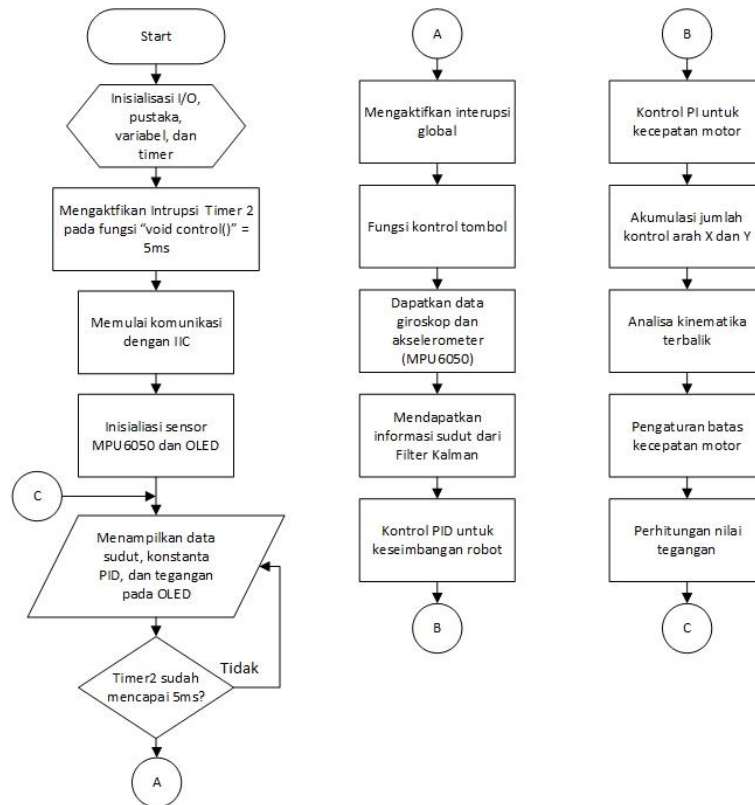 Start
Inisialisasi I/O,
pustaka,
variabel, dan
timer
Mengaktfikan Intrupsi Timer 2
pada fungsi “void control()” =
5ms
Memulai komunikasi
dengan IIC
Inisialiasi sensor
MPU6050 dan OLED
C
Menampilkan data
sudut, konstanta
PID, dan tegangan
pada OLED
Tidak
Timer2 sudah
mencapai 5ms?
A
A
Mengaktifkan interupsi
global
Fungsi kontrol tombol
Dapatkan data
giroskop dan
akselerometer
(MPU6050)
Mendapatkan
informasi sudut dari
Filter Kalman
Kontrol PID untuk
keseimbangan robot
B
B
Kontrol PI untuk
kecepatan motor
Akumulasi jumlah
kontrol arah X dan Y
Analisa kinematika
terbalik
Pengaturan batas
kecepatan motor
Perhitungan nilai
tegangan
C